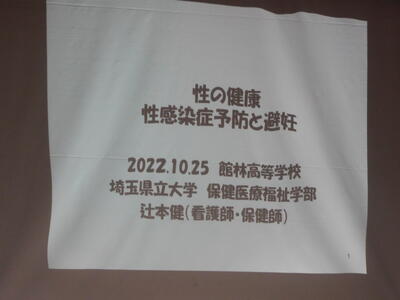 性の健康
性感染症予防と避妊
2022.10.25 館林高等学校
埼玉県立大学 保健医療福祉学部
辻本健(看護師・保健師)
1